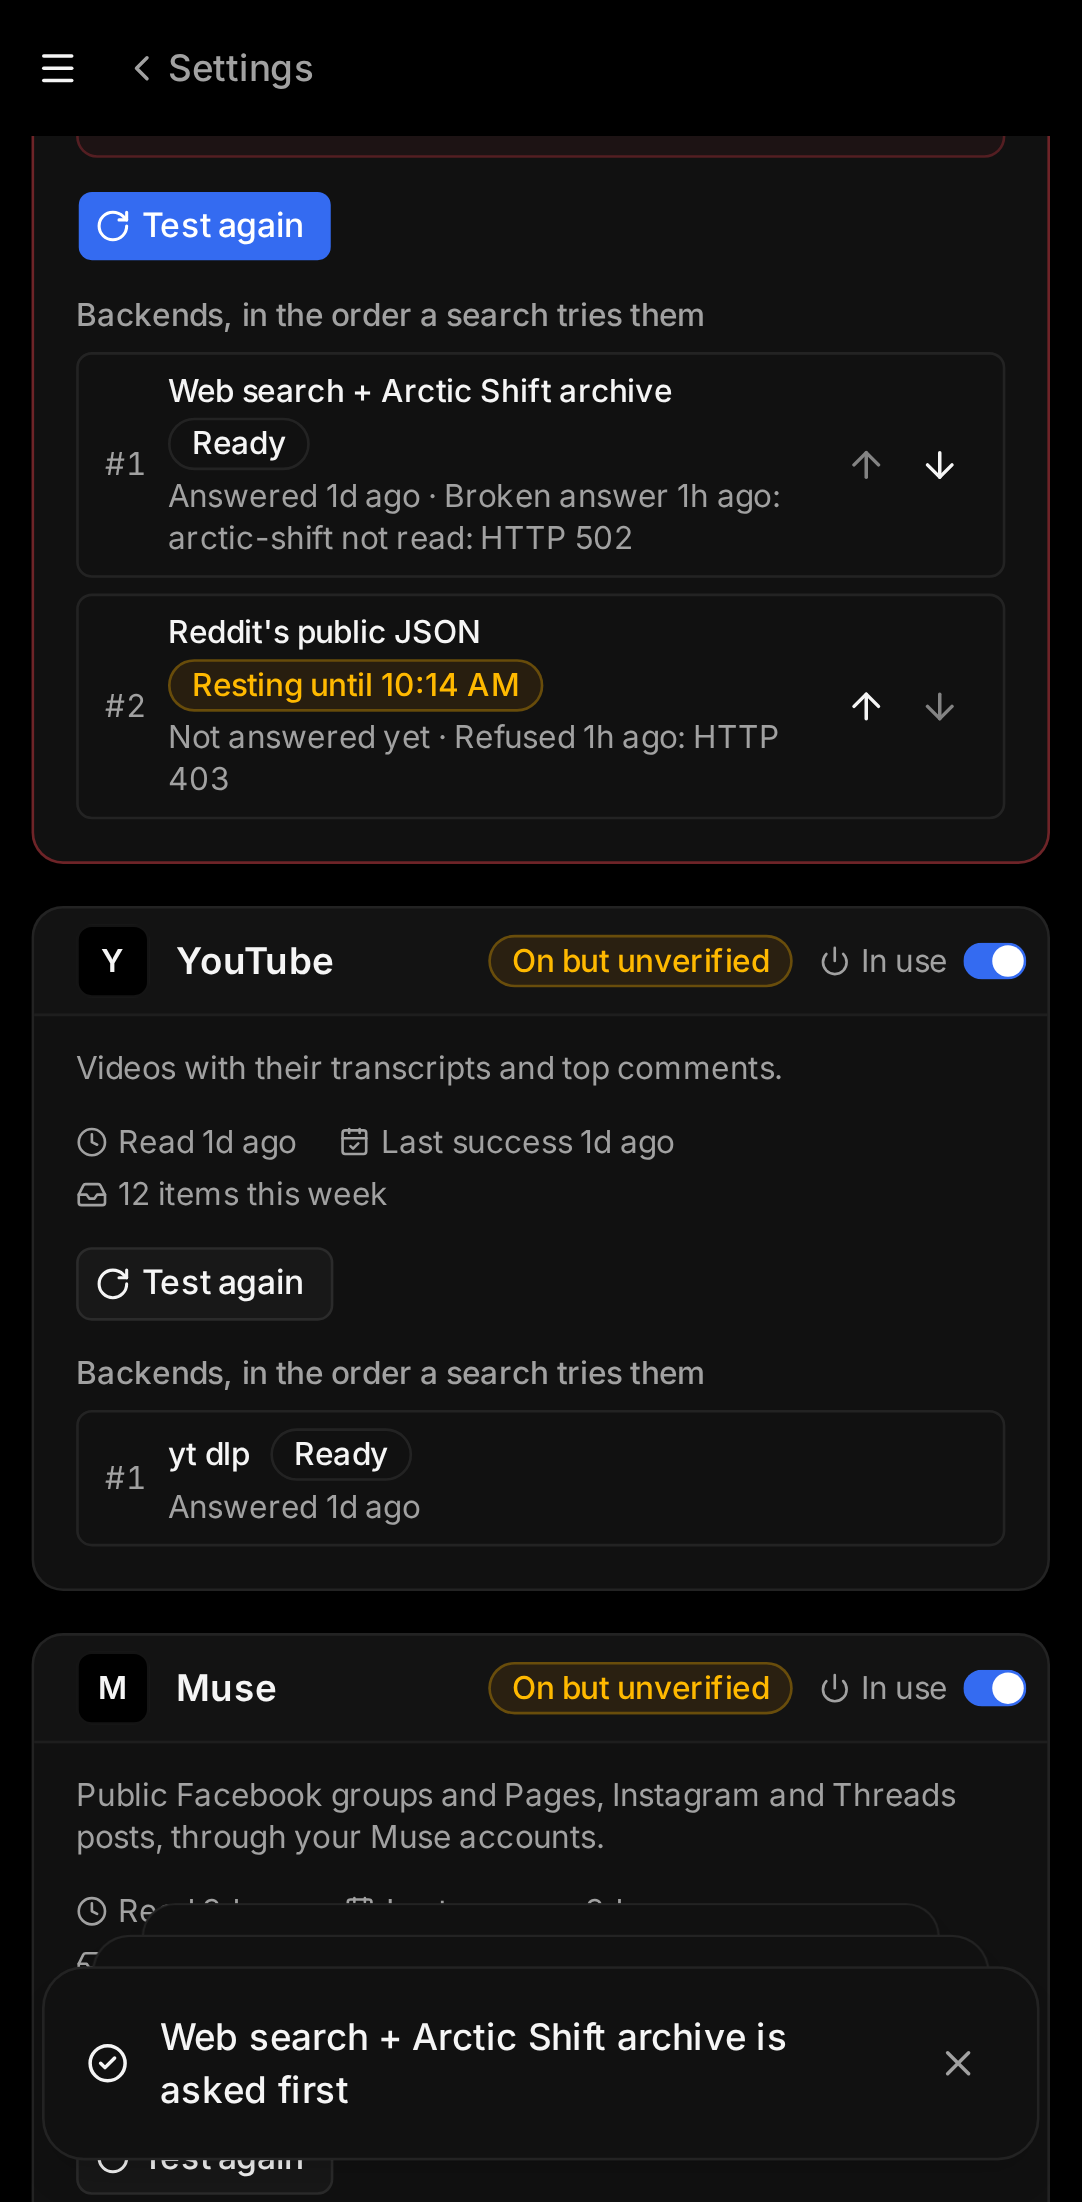 Settings
Test again
Backends, in the order a search tries them
Web search + Arctic Shift archive
Ready
#1
Answered 1d ago · Broken answer 1h ago:
arctic-shift not read: HTTP 502
Reddit's public JSON
Resting until 10:14 AM
#2
Not answered yet · Refused 1h ago: HTTP
403
Y YouTube On but unverified In use
Videos with their transcripts and top comments.
Read 1d ago Last success 1d ago
12 items this week
Test again
Backends, in the order a search tries them
yt dlp Ready
#1
Answered 1d ago
M Muse On but unverified In use
Public Facebook groups and Pages, Instagram and Threads
posts, through your Muse accounts.
Web search + Arctic Shift archive is
asked first
Test again